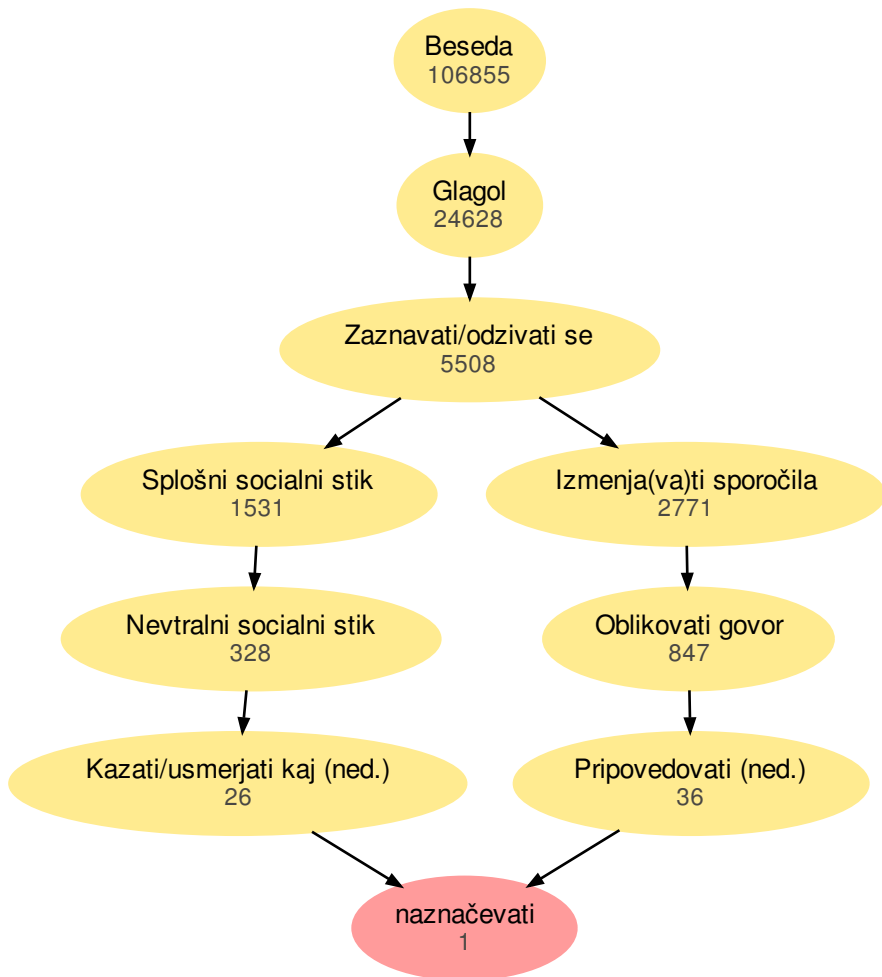 Beseda
106855
Glagol
24628
Zaznavati/odzivati se
5508
Splošni socialni stik
1531
Izmenja(va)ti sporočila
2771
Nevtralni socialni stik
328
Oblikovati govor
847
Kazati/usmerjati kaj (ned.)
26
Pripovedovati (ned.)
36
naznačevati
1